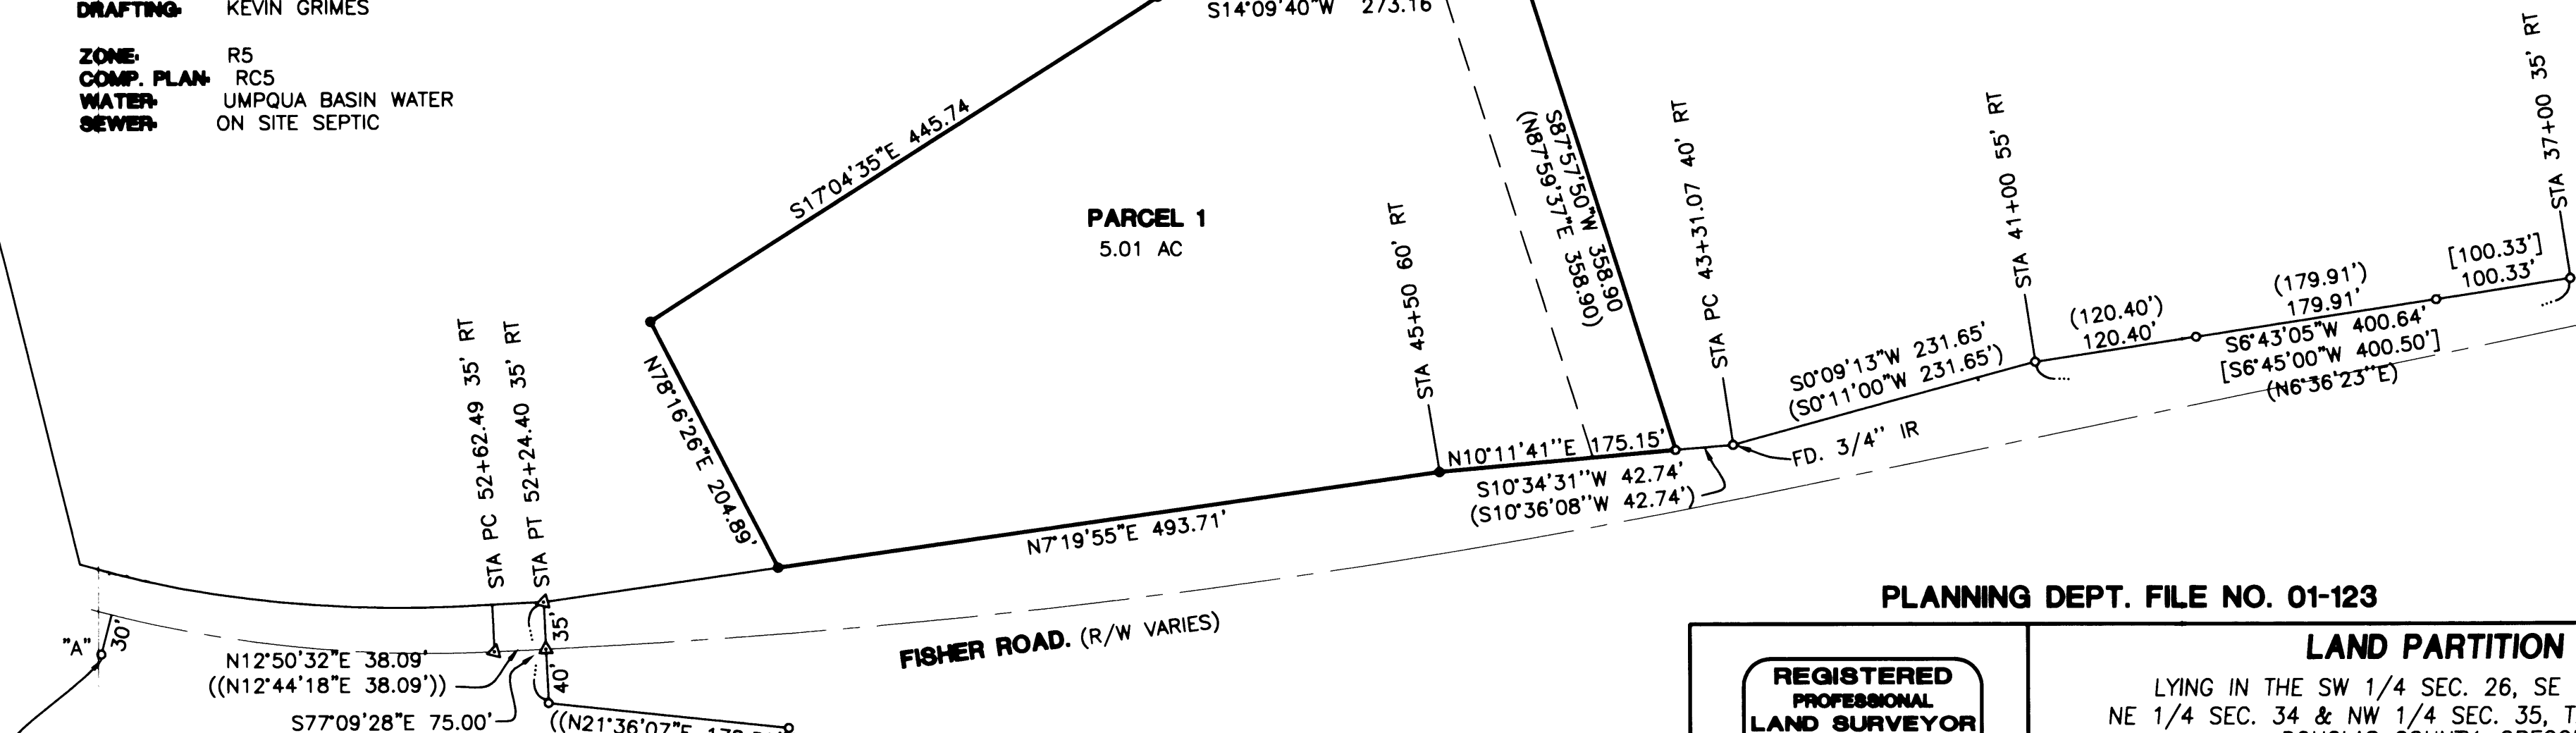 DRAFTING: KEVIN GRIMES
ZONE: R5
COMP. PLAN: RC5
WATER: UMPQUA BASIN WATER
SEWER: ON SITE SEPTIC
S14°09'40"W 273.16
S17°04'35"E 445.74
PARCEL 1
5.01 AC
S87°57'50"W 358.90
(N87°59'37"E 358.90)
STA 45+50 60' RT
STA PC 43+31.07 40' RT
STA 41+00 55' RT
STA 37+00 35' RT
[100.33']
100.33'
(179.91')
179.91'
(120.40')
120.40'
S6°43'05"W 400.64'
[S6°45'00"W 400.50']
(N6°36'23"E)
S0°09'13"W 231.65'
(S0°11'00"W 231.65')
FD. 3/4" IR
N10°11'41"E 175.15'
S10°34'31"W 42.74'
(S10°36'08"W 42.74')
N78°16'26"E 204.89'
N7°19'55"E 493.71'
STA PC 52+62.49 35' RT
STA PT 52+24.40 35' RT
35'
40'
"A"
30'
N12°50'32"E 38.09'
((N12°44'18"E 38.09'))
S77°09'28"E 75.00'
((N21°36'07"E
FISHER ROAD. (R/W VARIES)
PLANNING DEPT. FILE NO. 01-123
REGISTERED
PROFESSIONAL
LAND SURVEYOR
LAND PARTITION
LYING IN THE SW 1/4 SEC. 26, SE
NE 1/4 SEC. 34 & NW 1/4 SEC. 35, T